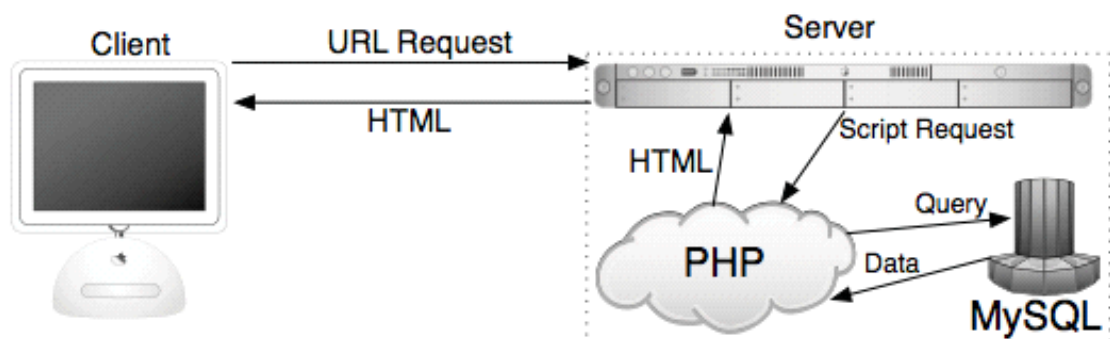 Client
URL Request
Server
HTML
Script Request
HTML
Query
PHP
Data
MySQL